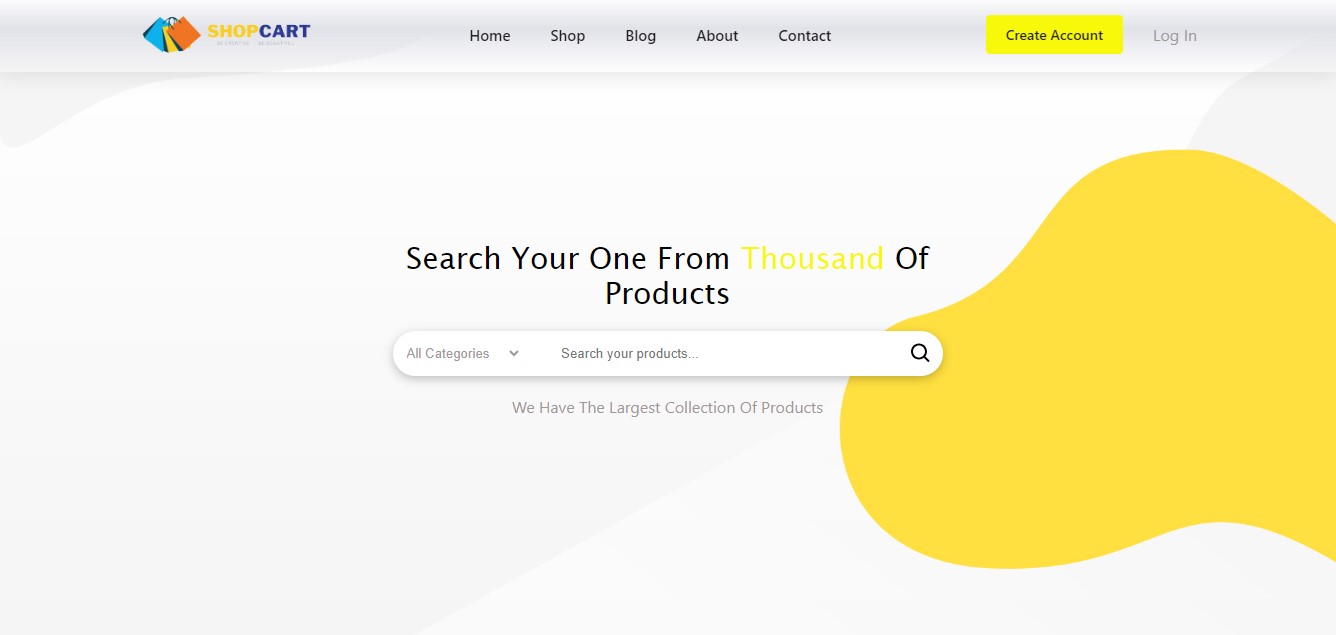 SHOPCART
Home
Shop
Blog
About
Contact
Create Account
Log In
Search Your One From Thousand Of
Products
All Categories
Search your products...
We Have The Largest Collection Of Products